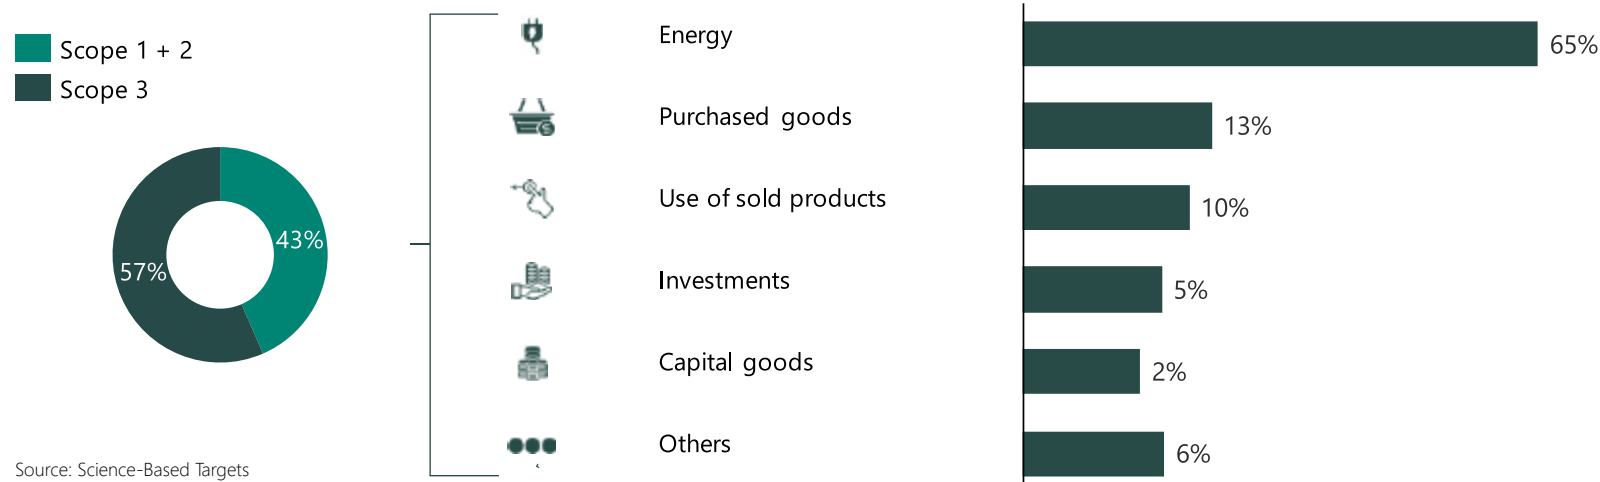 Scope 1 + 2
Scope 3
43%
57%
Energy
65%
Purchased goods
13%
Use of sold products
10%
Investments
5%
Capital goods
2%
Others
6%
Source: Science-Based Targets